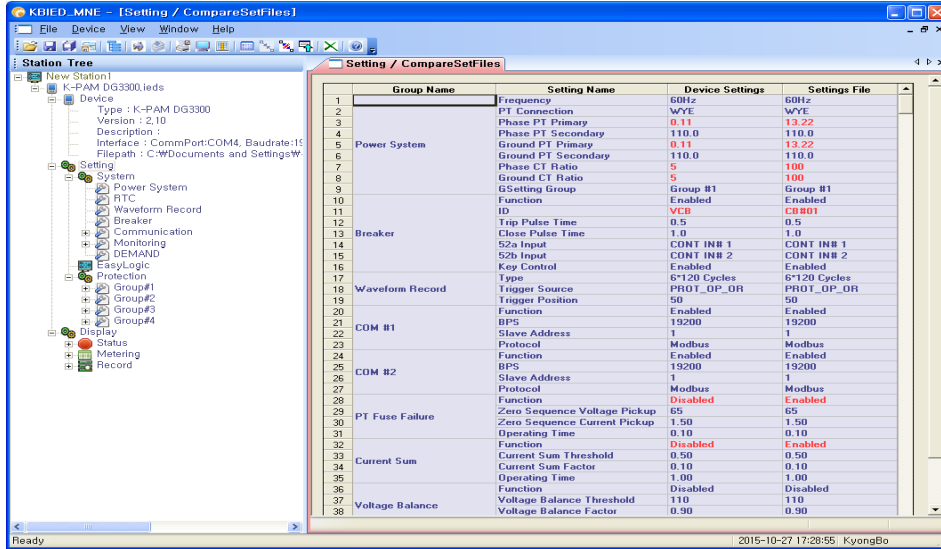 KBIED_MNE - [Setting / CompareSetFiles]
File Device View Window Help
Station Tree
New Station1
K-PAM DG3300.ieds
Device
Type : K-PAM DG3300
Version : 2,10
Description :
Interface : CommPort:COM4, Baudrate:19
Filepath : C:₩Documents and Settings₩
Setting
System
Power System
RTC
Waveform Record
Breaker
Communication
Monitoring
DEMAND
EasyLogic
Protection
Group#1
Group#2
Group#3
Group#4
Display
Status
Metering
Record
Setting / CompareSetFiles
Group Name Setting Name Device Settings Settings File
1 Frequency 60Hz 60Hz
2 PT Connection WYE WYE
3 Phase PT Primary 0.11 13.22
4 Phase PT Secondary 110.0 110.0
5 Power System Ground PT Primary 0.11 13.22
6 Ground PT Secondary 110.0 110.0
7 Phase CT Ratio 5 100
8 Ground CT Ratio 5 100
9 GSetting Group Group #1 Group #1
10 Function Enabled Enabled
11 ID VCB CB#01
12 Trip Pulse Time 0.5 0.5
13 Breaker Close Pulse Time 1.0 1.0
14 52a Input CONT IN# 1 CONT IN# 1
15 52b Input CONT IN# 2 CONT IN# 2
16 Key Control Enabled Enabled
17 Type 6*120 Cycles 6*120 Cycles
18 Waveform Record Trigger Source PROT_OP_OR PROT_OP_OR
19 Trigger Position 50 50
20 Function Enabled Enabled
21 COM #1 BPS 19200 19200
22 Slave Address 1 1
23 Protocol Modbus Modbus
24 Function Enabled Enabled
25 COM #2 BPS 19200 19200
26 Slave Address 1 1
27 Protocol Modbus Modbus
28 Function Disabled Enabled
29 PT Fuse Failure Zero Sequence Voltage Pickup 65 65
30 Zero Sequence Current Pickup 1.50 1.50
31 Operating Time 0.10 0.10
32 Function Disabled Enabled
33 Current Sum Current Sum Threshold 0.50 0.50
34 Current Sum Factor 0.10 0.10
35 Operating Time 1.00 1.00
36 Function Disabled Disabled
37 Voltage Balance Voltage Balance Threshold 110 110
38 Voltage Balance Factor 0.90 0.90
Ready 2015-10-27 17:28:55 KyongBo